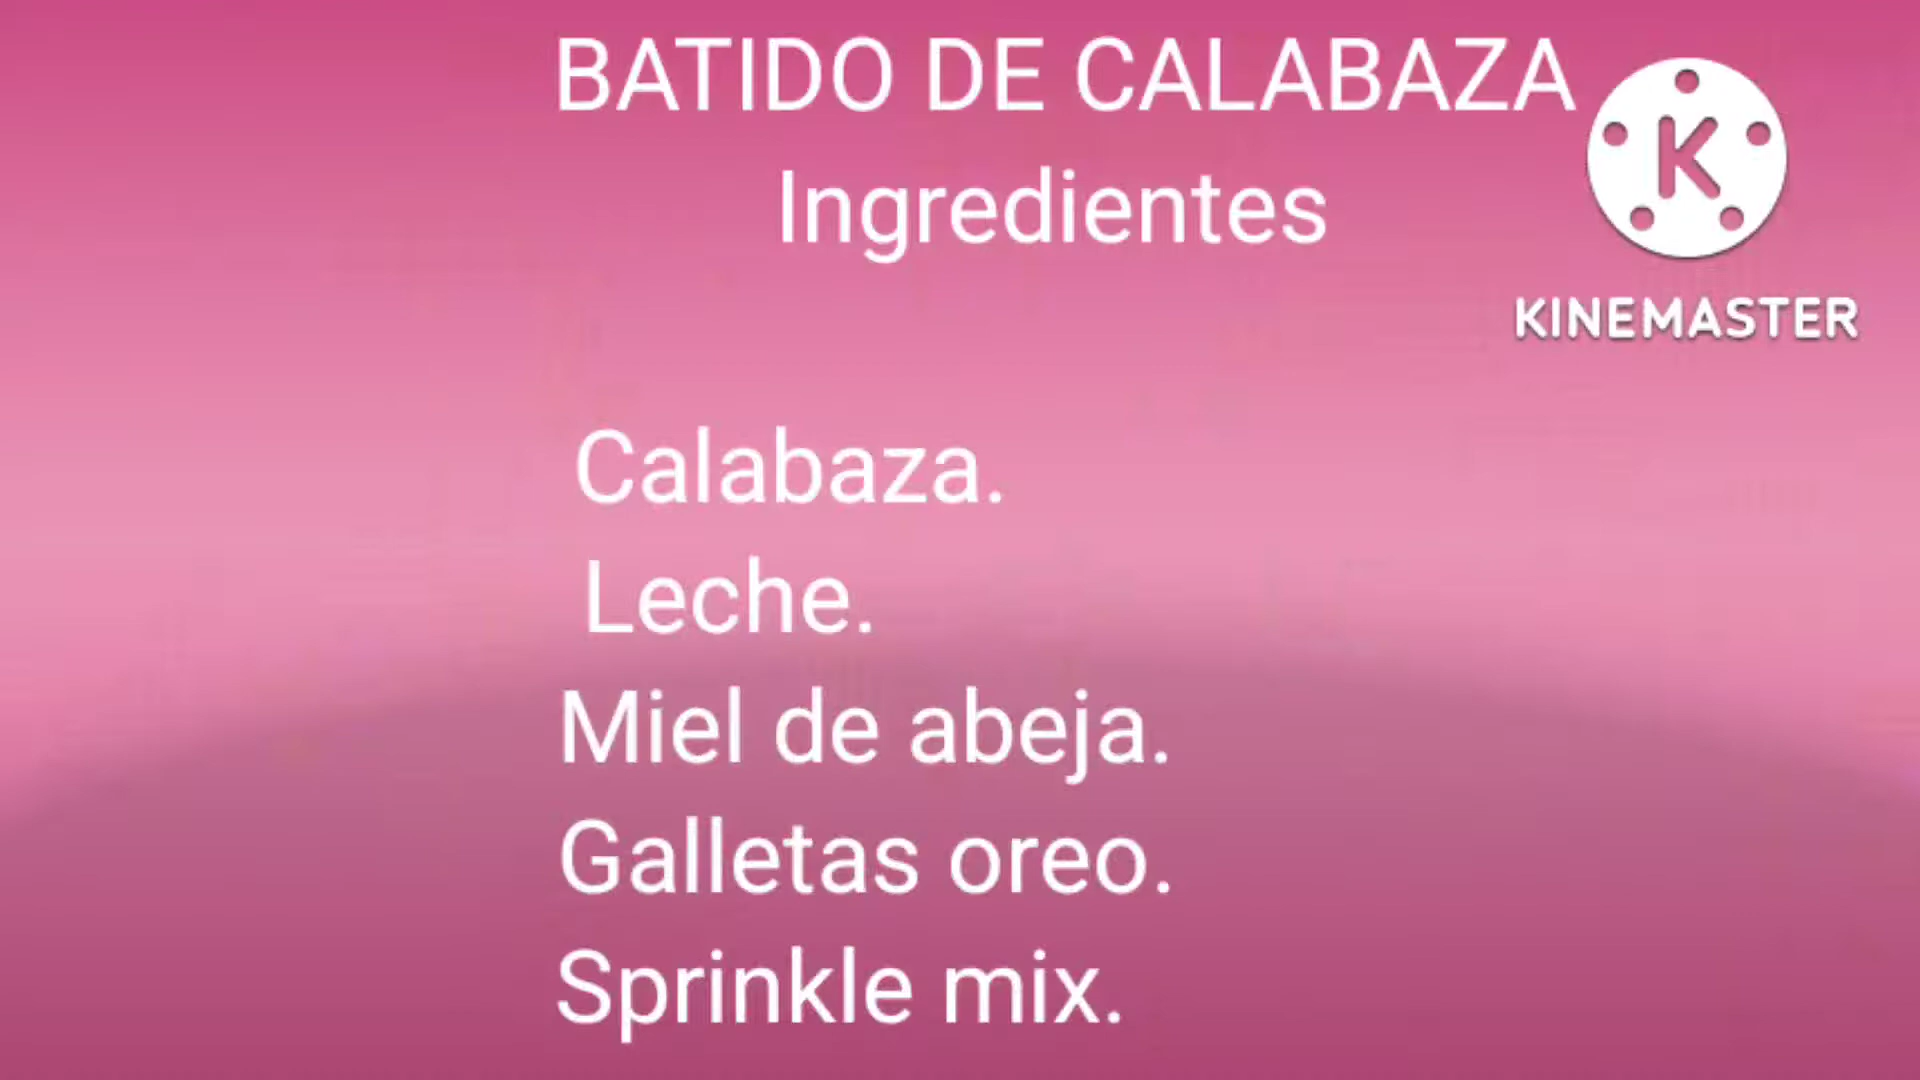 BATIDO DE CALABAZA
Ingredientes
K
KINEMASTER
Calabaza.
Leche.
Miel de abeja.
Galletas oreo.
Sprinkle mix.